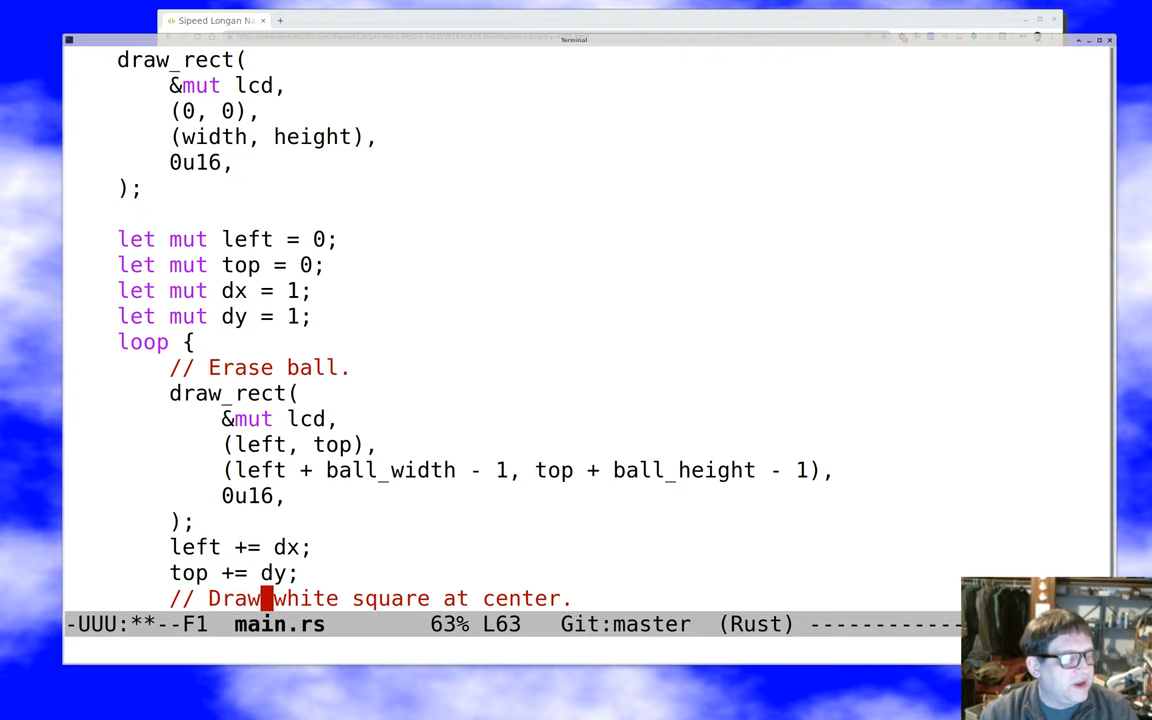 Sipeed Longan Na
Terminal
draw_rect(
&mut lcd,
(0, 0),
(width, height),
0u16,
);
let mut left = 0;
let mut top = 0;
let mut dx = 1;
let mut dy = 1;
loop {
// Erase ball.
draw_rect(
&mut lcd,
(left, top),
(left + ball_width - 1, top + ball_height - 1),
0u16,
);
left += dx;
top += dy;
// Draw white square at center.
-UUU:**--F1 main.rs 63% L63 Git:master (Rust) ------------